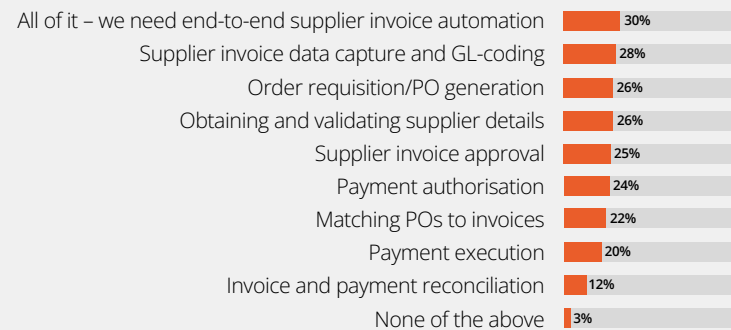 All of it – we need end-to-end supplier invoice automation 30%
Supplier invoice data capture and GL-coding 28%
Order requisition/PO generation 26%
Obtaining and validating supplier details 26%
Supplier invoice approval 25%
Payment authorisation 24%
Matching POs to invoices 22%
Payment execution 20%
Invoice and payment reconciliation 12%
None of the above 3%